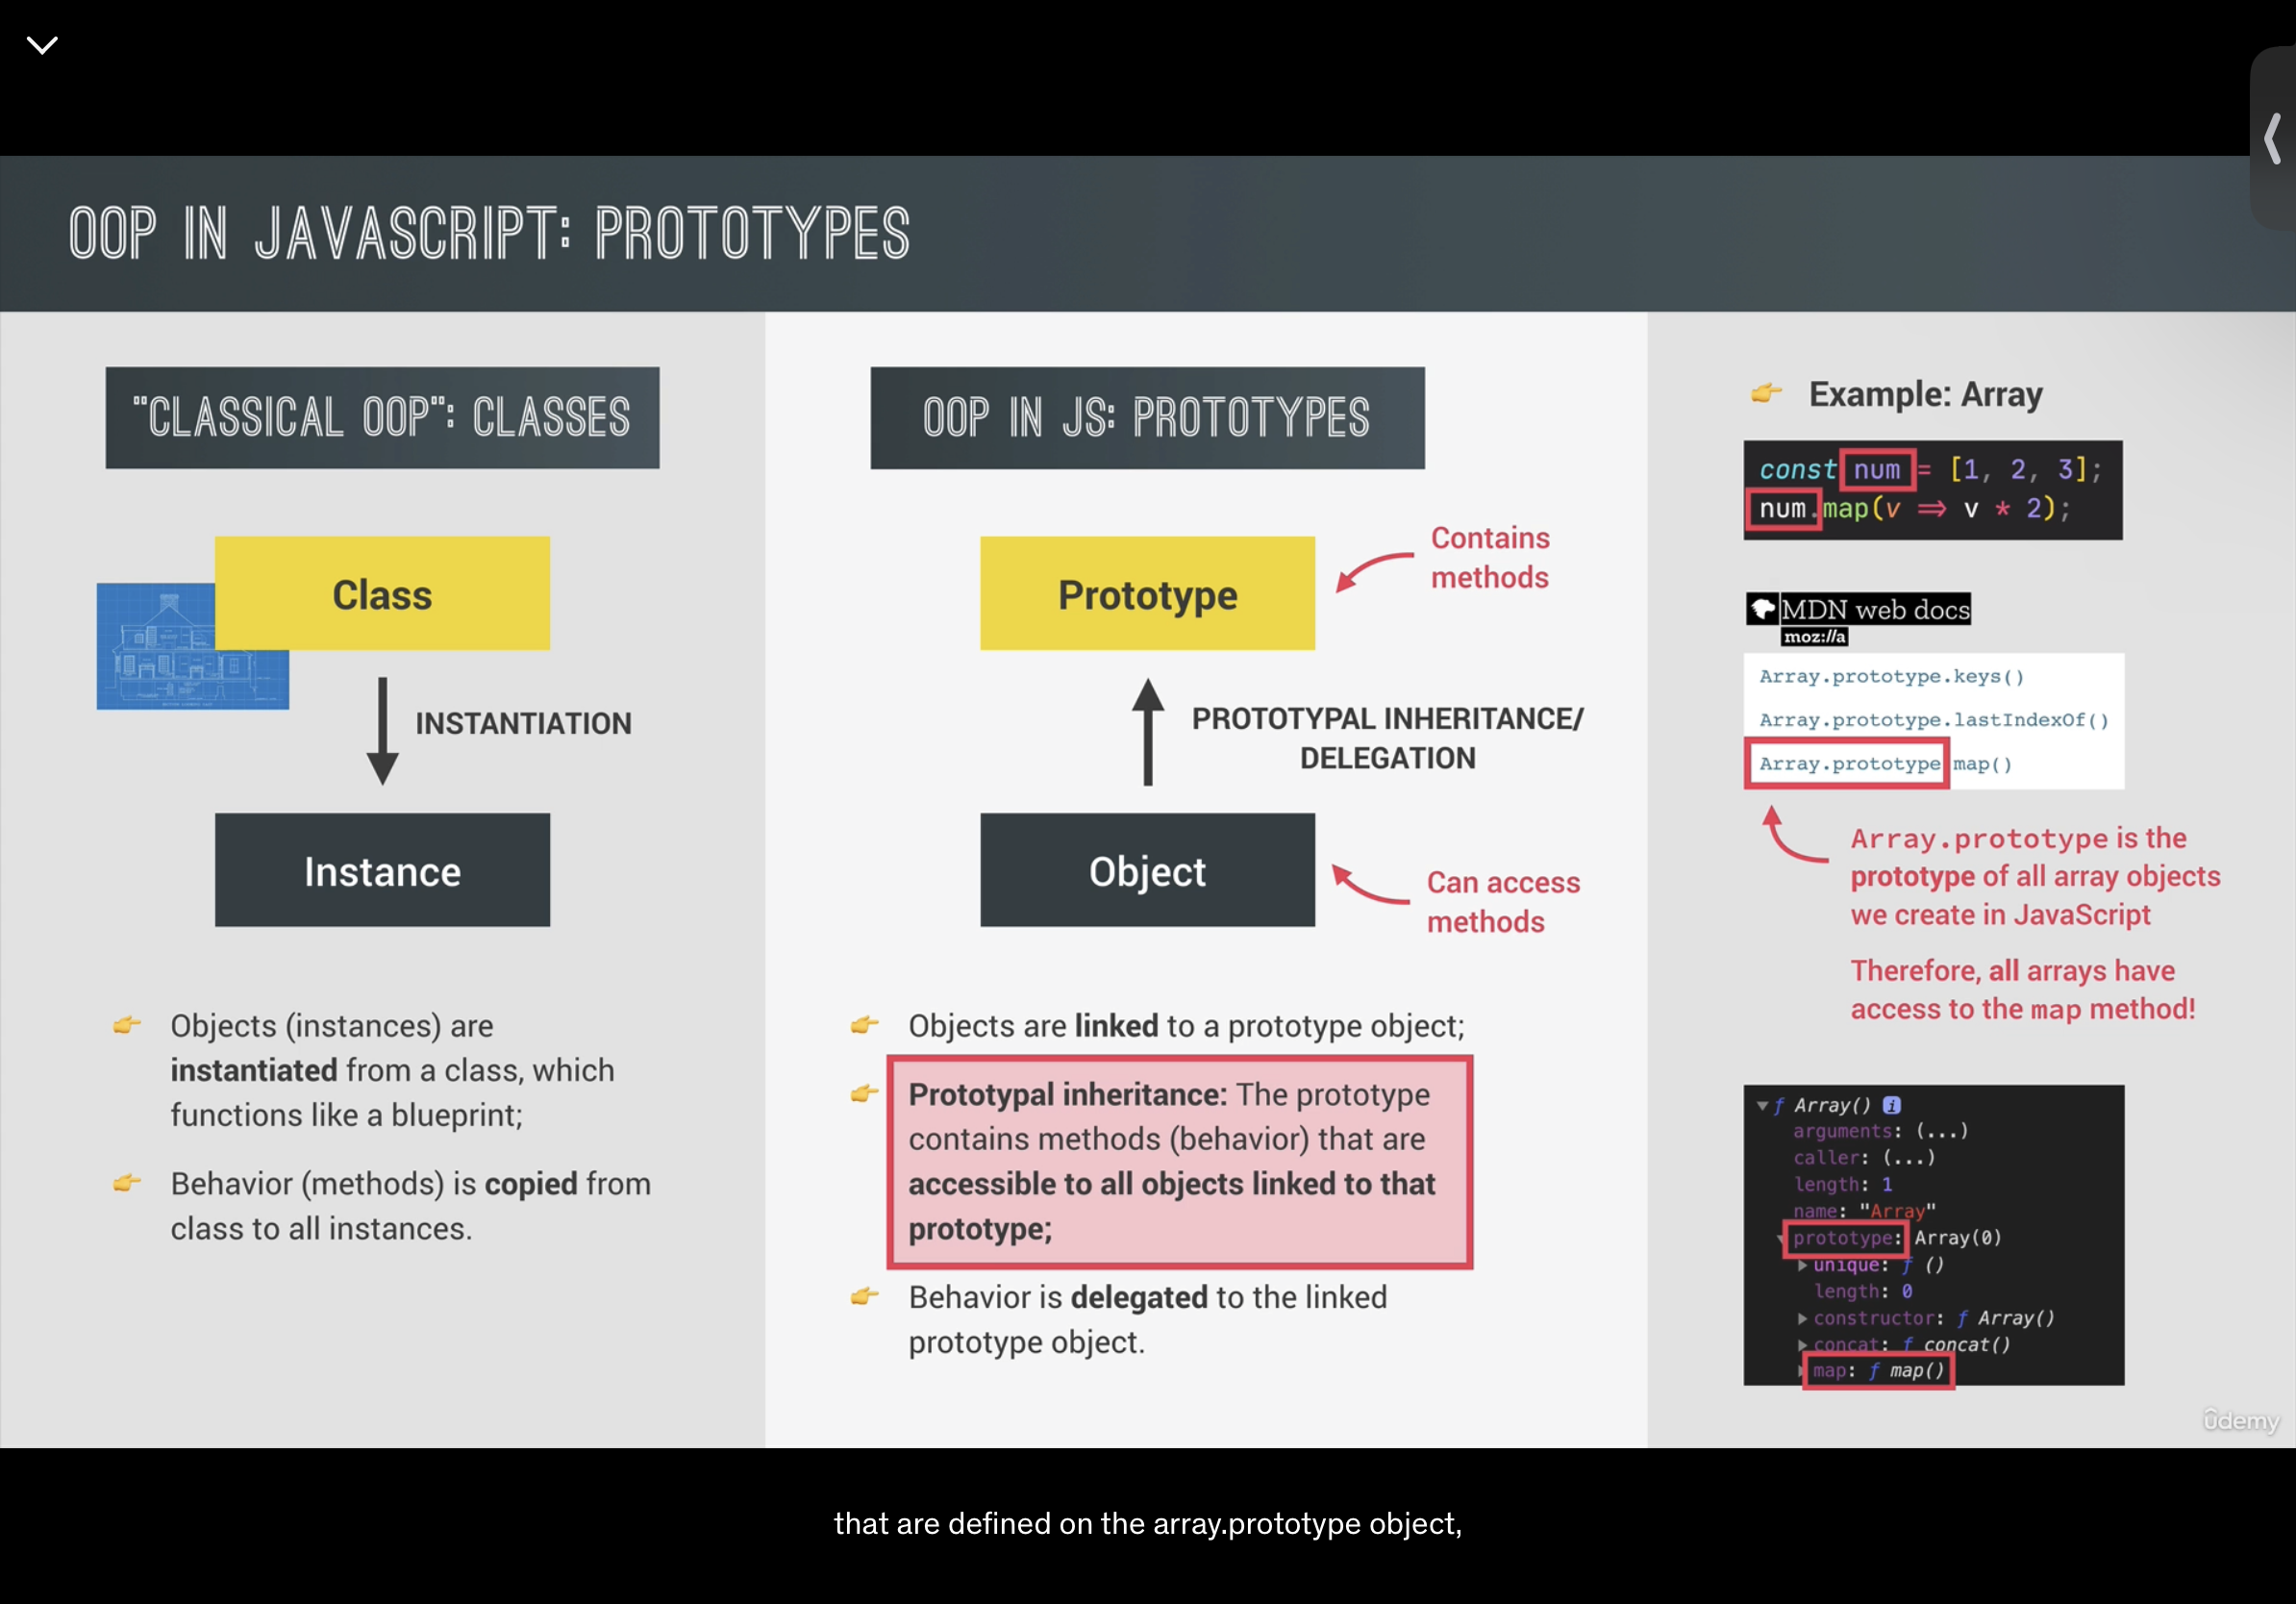 OOP IN JAVASCRIPT: PROTOTYPES
"CLASSICAL OOP": CLASSES
Class
INSTANTIATION
Instance
Objects (instances) are
instantiated from a class, which
functions like a blueprint;
Behavior (methods) is copied from
class to all instances.
OOP IN JS: PROTOTYPES
Prototype
Contains
methods
PROTOTYPAL INHERITANCE/
DELEGATION
Object
Can access
methods
Objects are linked to a prototype object;
Prototypal inheritance: The prototype
contains methods (behavior) that are
accessible to all objects linked to that
prototype;
Behavior is delegated to the linked
prototype object.
Example: Array
const num = [1, 2, 3];
num.map(v => v * 2);
MDN web docs
moz://a
Array.prototype.keys()
Array.prototype.lastIndexOf()
Array.prototype map()
Array.prototype is the
prototype of all array objects
we create in JavaScript
Therefore, all arrays have
access to the map method!
▼ƒ Array() i
arguments: (...)
caller: (...)
length: 1
name: "Array"
prototype: Array(0)
▶unique: ƒ ()
length: 0
▶constructor: ƒ Array()
▶concat: ƒ concat()
map: ƒ map()
ûdemy
that are defined on the array.prototype object,